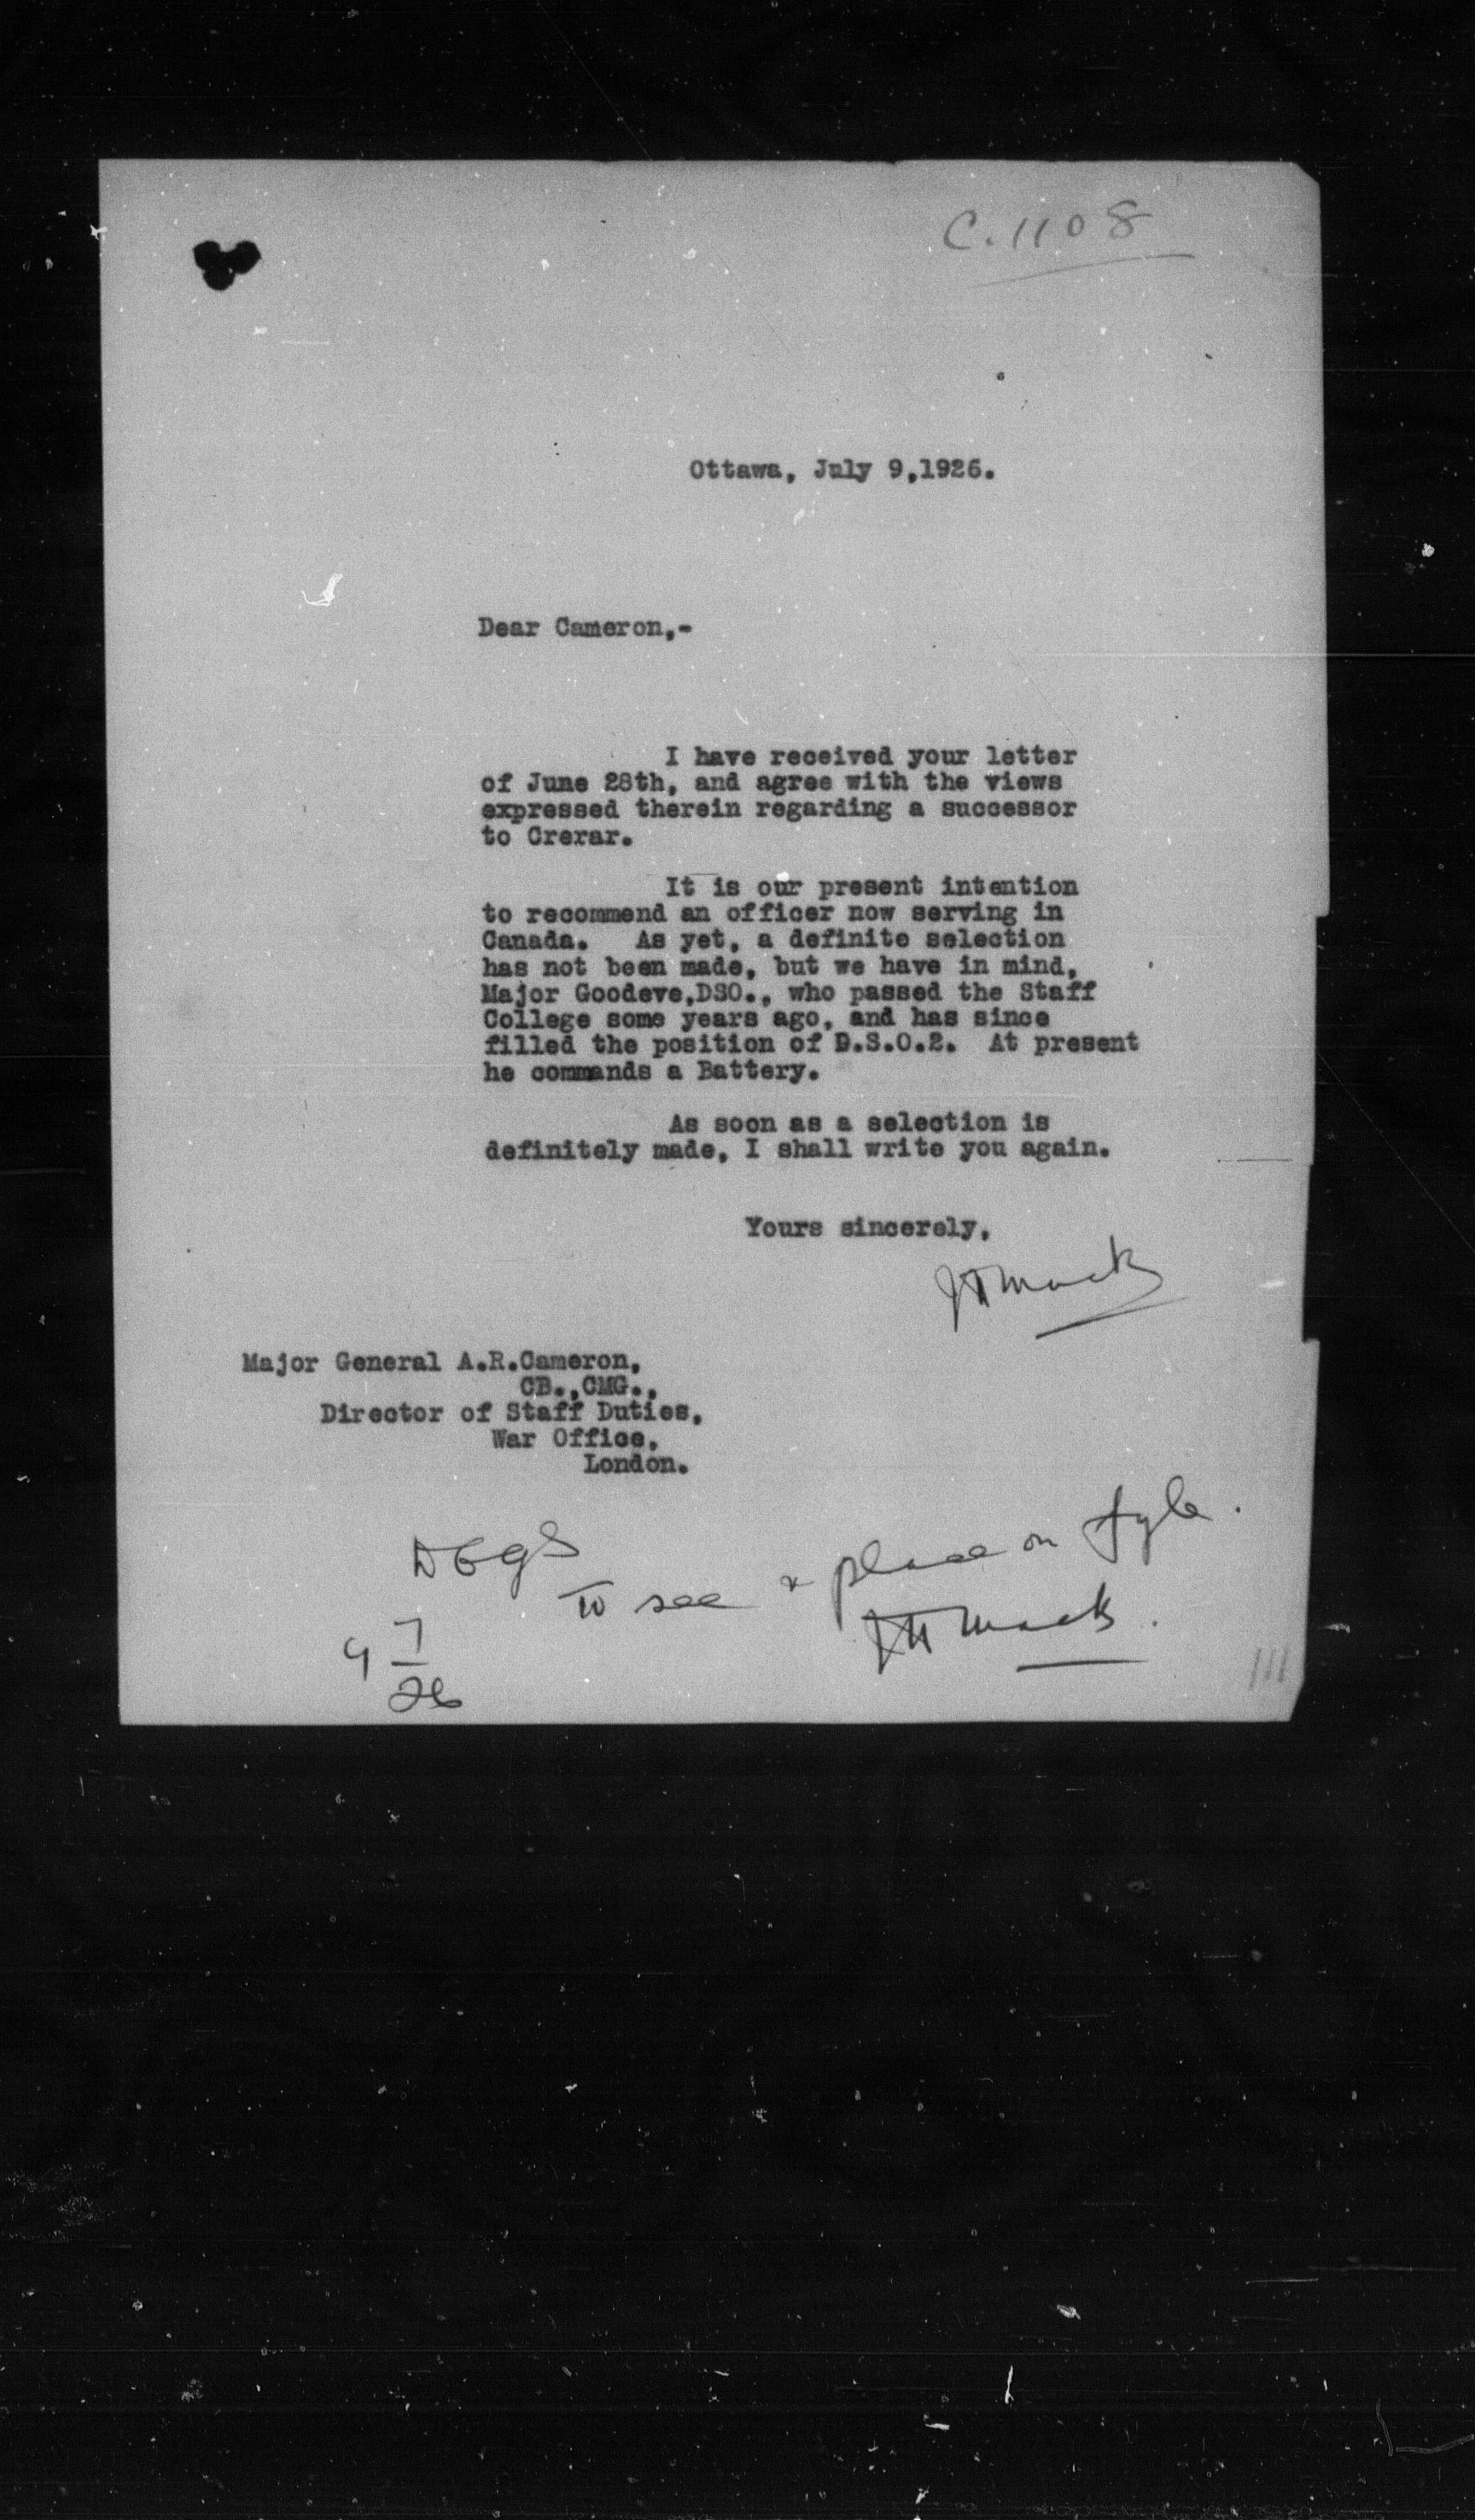 C.1108
Ottawa, July 9,1926.
Dear Cameron,-
I have received your letter
of June 28th, and agree with the views
expressed therein regarding a successor
to Crerar.
It is our present intention
to recommend an officer now serving in
Canada. As yet, a definite selection
has not been made, but we have in mind,
Major Goodeve,DSO., who passed the Staff
College some years ago, and has since
filled the position of D.S.O.2. At present
he commands a Battery.
As soon as a selection is
definitely made, I shall write you again.
Yours sincerely,
Major General A.R.Cameron,
CB.,CMG.,
Director of Staff Duties,
War Office,
London.
to see & place on fyle.
9 7
26
111